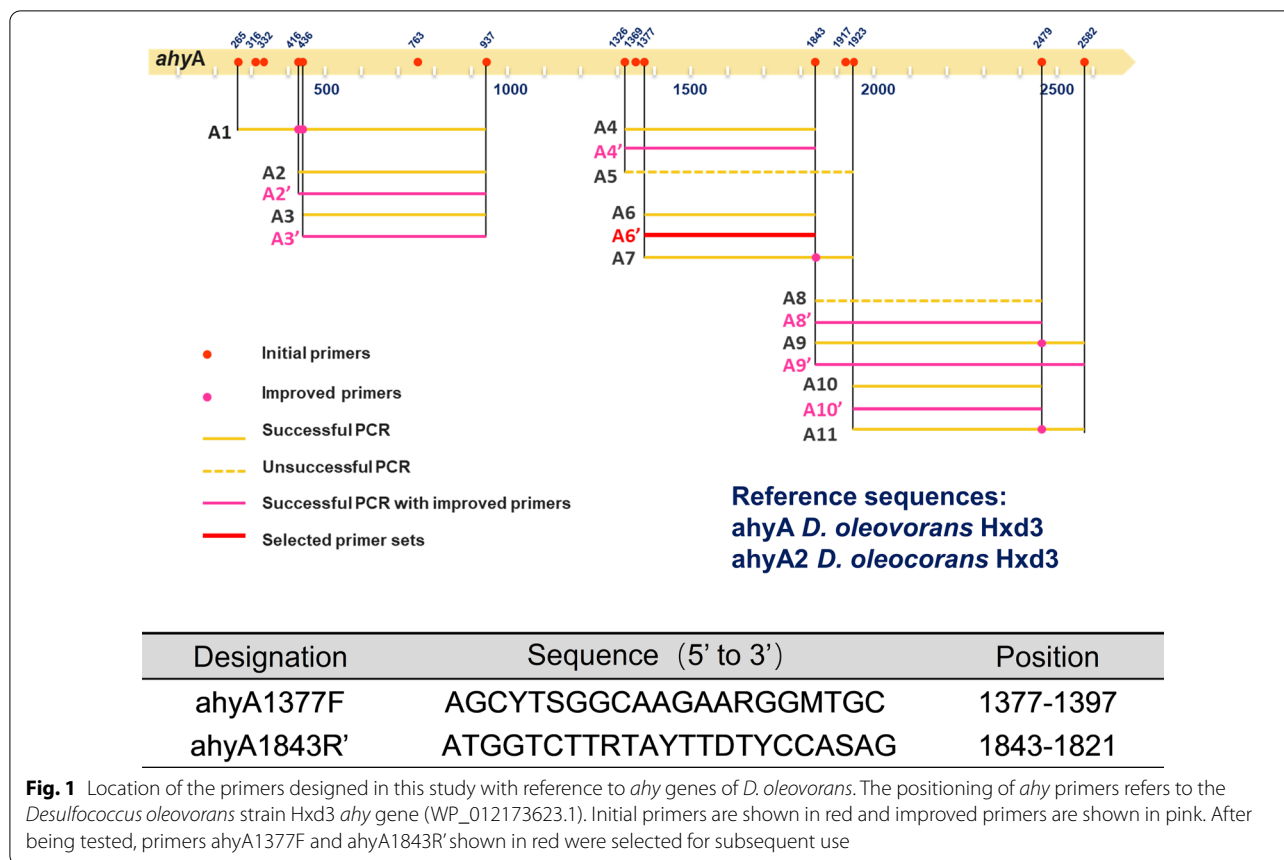 265 316 332 416 436 763 937 1326 1369 1377 1843 1917 1923 2479 2582
ahyA
500 1000 1500 2000 2500
A1
A2
A2’
A3
A3’
A4
A4’
A5
A6
A6’
A7
A8
A8’
A9
A9’
A10
A10’
A11
Initial primers
Improved primers
Successful PCR
Unsuccessful PCR
Successful PCR with improved primers
Selected primer sets
Reference sequences:
ahyA D. oleovorans Hxd3
ahyA2 D. oleocorans Hxd3
Designation Sequence (5’ to 3’) Position
ahyA1377F AGCYTSGGCAAGAARGGMTGC 1377-1397
ahyA1843R’ ATGGTCTTRTAYTTDTYCCASAG 1843-1821
Fig. 1 Location of the primers designed in this study with reference to ahy genes of D. oleovorans. The positioning of ahy primers refers to the
Desulfococcus oleovorans strain Hxd3 ahy gene (WP_012173623.1). Initial primers are shown in red and improved primers are shown in pink. After
being tested, primers ahyA1377F and ahyA1843R’ shown in red were selected for subsequent use